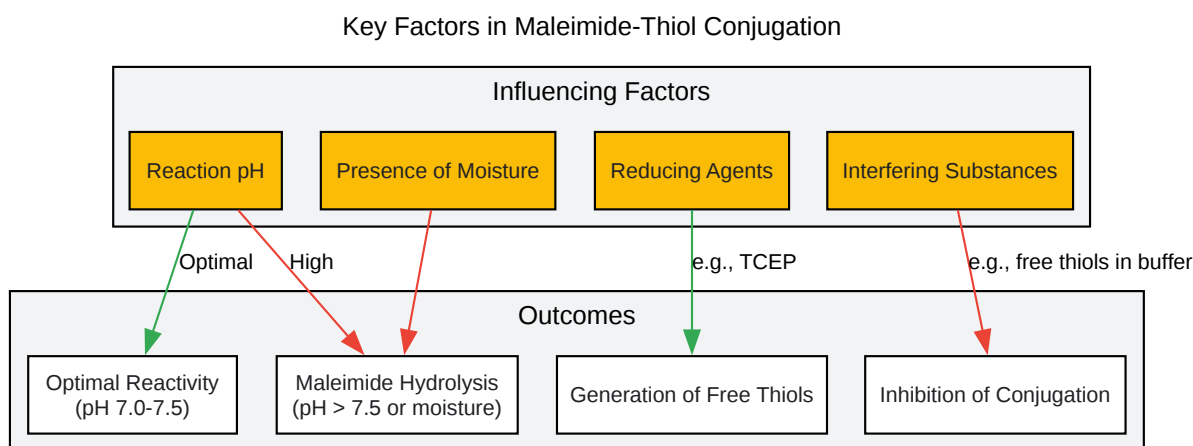 Key Factors in Maleimide-Thiol Conjugation
Influencing Factors
Reaction pH
Presence of Moisture
Reducing Agents
Interfering Substances
Optimal
High
e.g., TCEP
e.g., free thiols in buffer
Outcomes
Optimal Reactivity
(pH 7.0-7.5)
Maleimide Hydrolysis
(pH > 7.5 or moisture)
Generation of Free Thiols
Inhibition of Conjugation